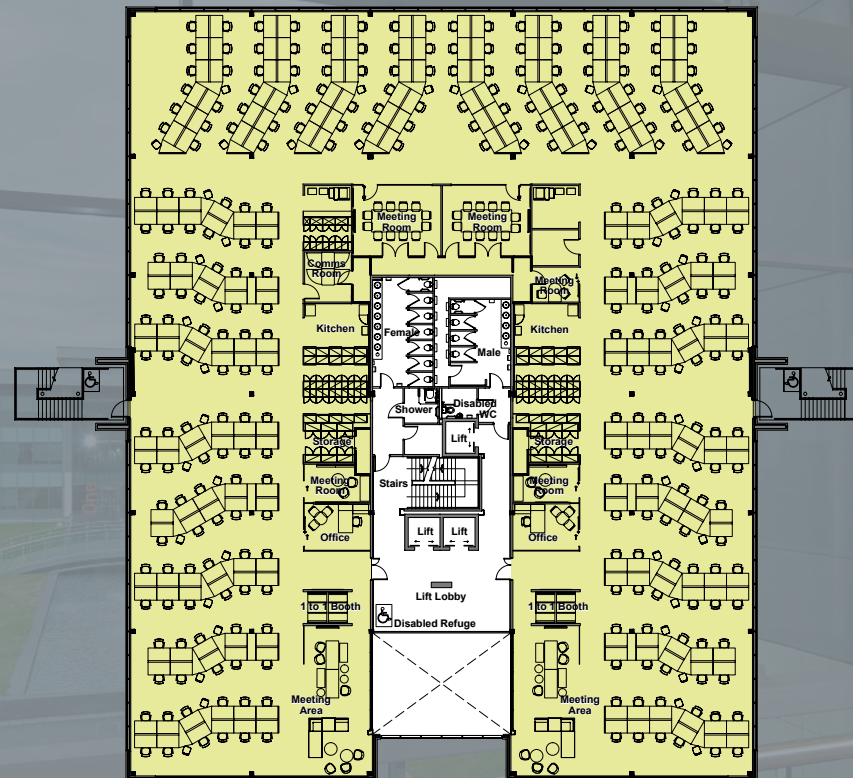 Meeting
Room
Meeting
Room
Comms
Room
Meeting
Room
Kitchen
Female
Male
Kitchen
Shower
Disabled
WC
Storage
Lift
Storage
Meeting
Room
Stairs
Meeting
Room
Office
Lift
Lift
Office
Lift Lobby
1 to 1 Booth
1 to 1 Booth
Disabled Refuge
Meeting
Area
Meeting
Area